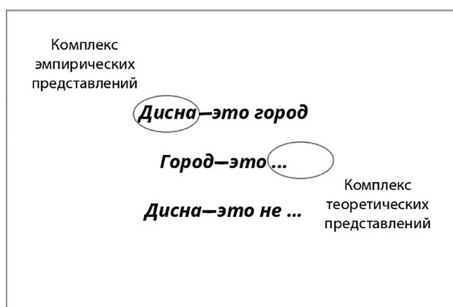 Комплекс
эмпирических
представлений
Дисна—это город
Город—это ...
Дисна—это не ...
Комплекс
теоретических
представлений